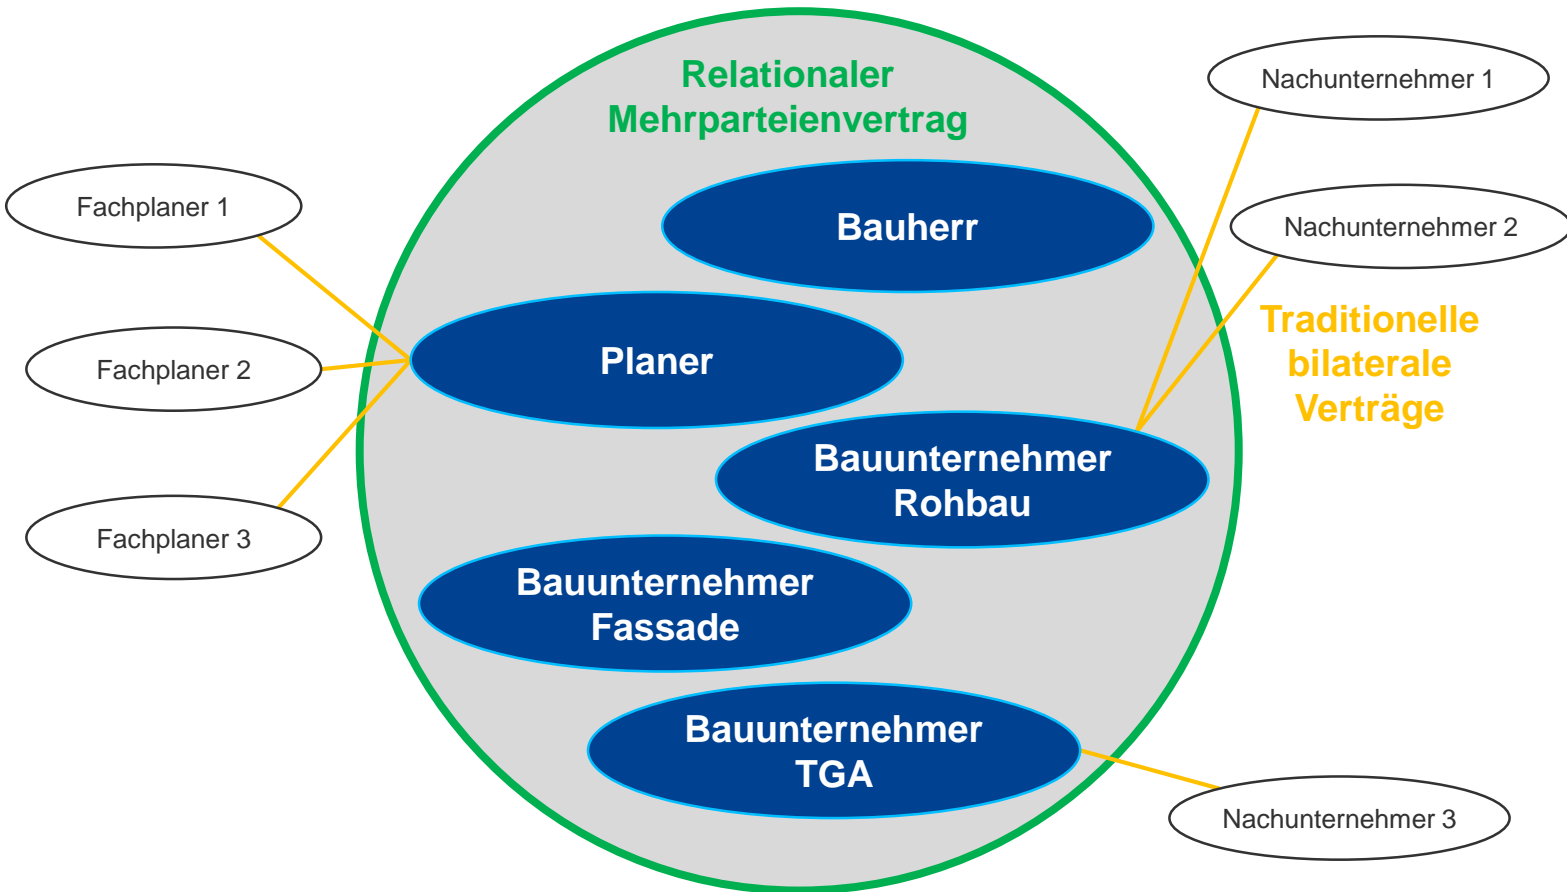 Relationaler
Mehrparteienvertrag
Nachunternehmer 1
Fachplaner 1
Bauherr
Nachunternehmer 2
Traditionelle
bilaterale
Verträge
Fachplaner 2
Planer
Bauunternehmer
Rohbau
Fachplaner 3
Bauunternehmer
Fassade
Bauunternehmer
TGA
Nachunternehmer 3